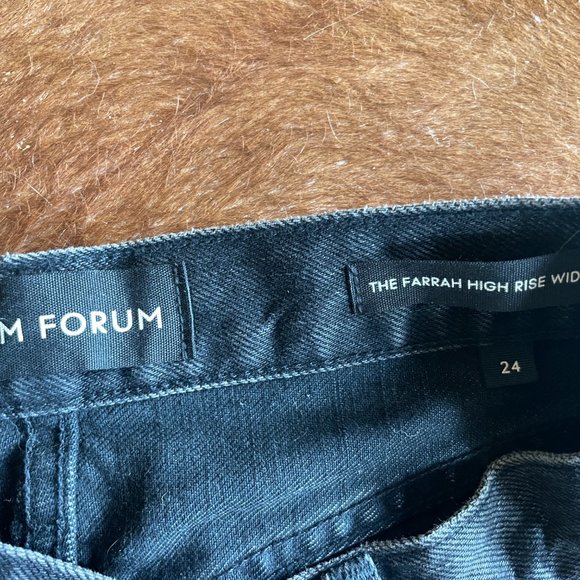 M FORUM
THE FARRAH HIGH RISE WID
24